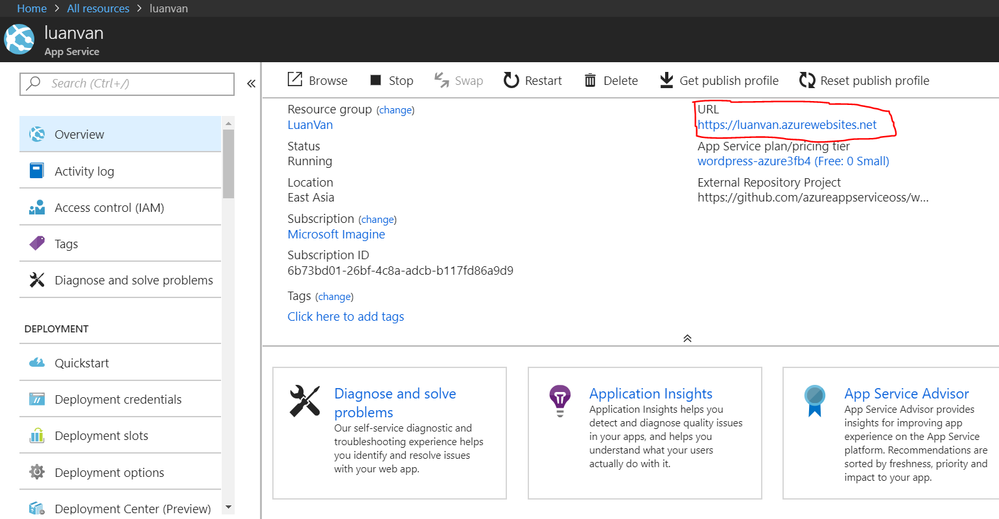 Home > All resources > luanvan
luanvan
App Service
Search (Ctrl+/)
Overview
Activity log
Access control (IAM)
Tags
Diagnose and solve problems
DEPLOYMENT
Quickstart
Deployment credentials
Deployment slots
Deployment options
Deployment Center (Preview)
Browse Stop Swap Restart Delete Get publish profile Reset publish profile
Resource group (change)
LuanVan
Status
Running
Location
East Asia
Subscription (change)
Microsoft Imagine
Subscription ID
6b73bd01-26bf-4c8a-adcb-b117fd86a9d9
Tags (change)
Click here to add tags
URL
https://luanvan.azurewebsites.net
App Service plan/pricing tier
wordpress-azure3fb4 (Free: 0 Small)
External Repository Project
https://github.com/azureappserviceoss/w...
Diagnose and solve
problems
Our self-service diagnostic and
troubleshooting experience helps
you identify and resolve issues
with your web app.
Application Insights
Application Insights helps you
detect and diagnose quality issues
in your apps, and helps you
understand what your users
actually do with it.
App Service Advisor
App Service Advisor provides
insights for improving app
experience on the App Service
platform. Recommendations are
sorted by freshness, priority and
impact to your app.